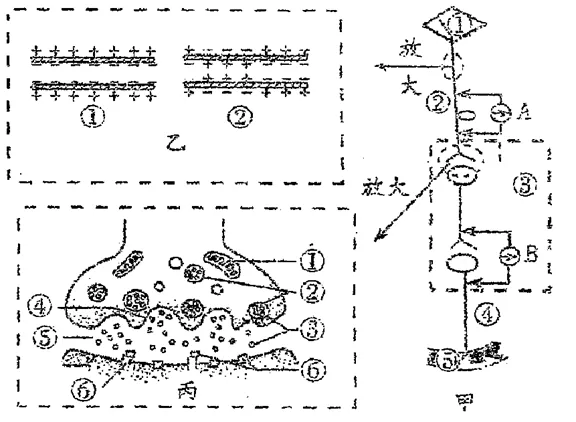 ① ②
乙
①
②
③
④
⑤
⑥ ⑥
丙
①
放
大
② A
③
放大
B
④
⑤
甲